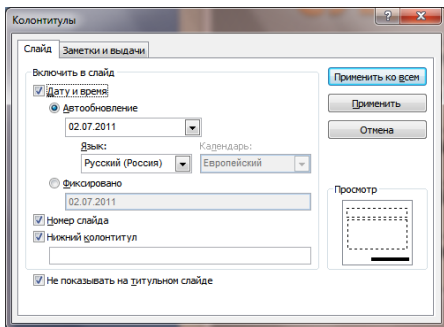 Колонтитулы
Слайд Заметки и выдачи
Включить в слайд
Дату и время
Автообновление
02.07.2011
Язык: Календарь:
Русский (Россия) Европейский
Фиксировано
02.07.2011
Номер слайда
Нижний колонтитул
Не показывать на титульном слайде
Применить ко всем
Применить
Отмена
Просмотр